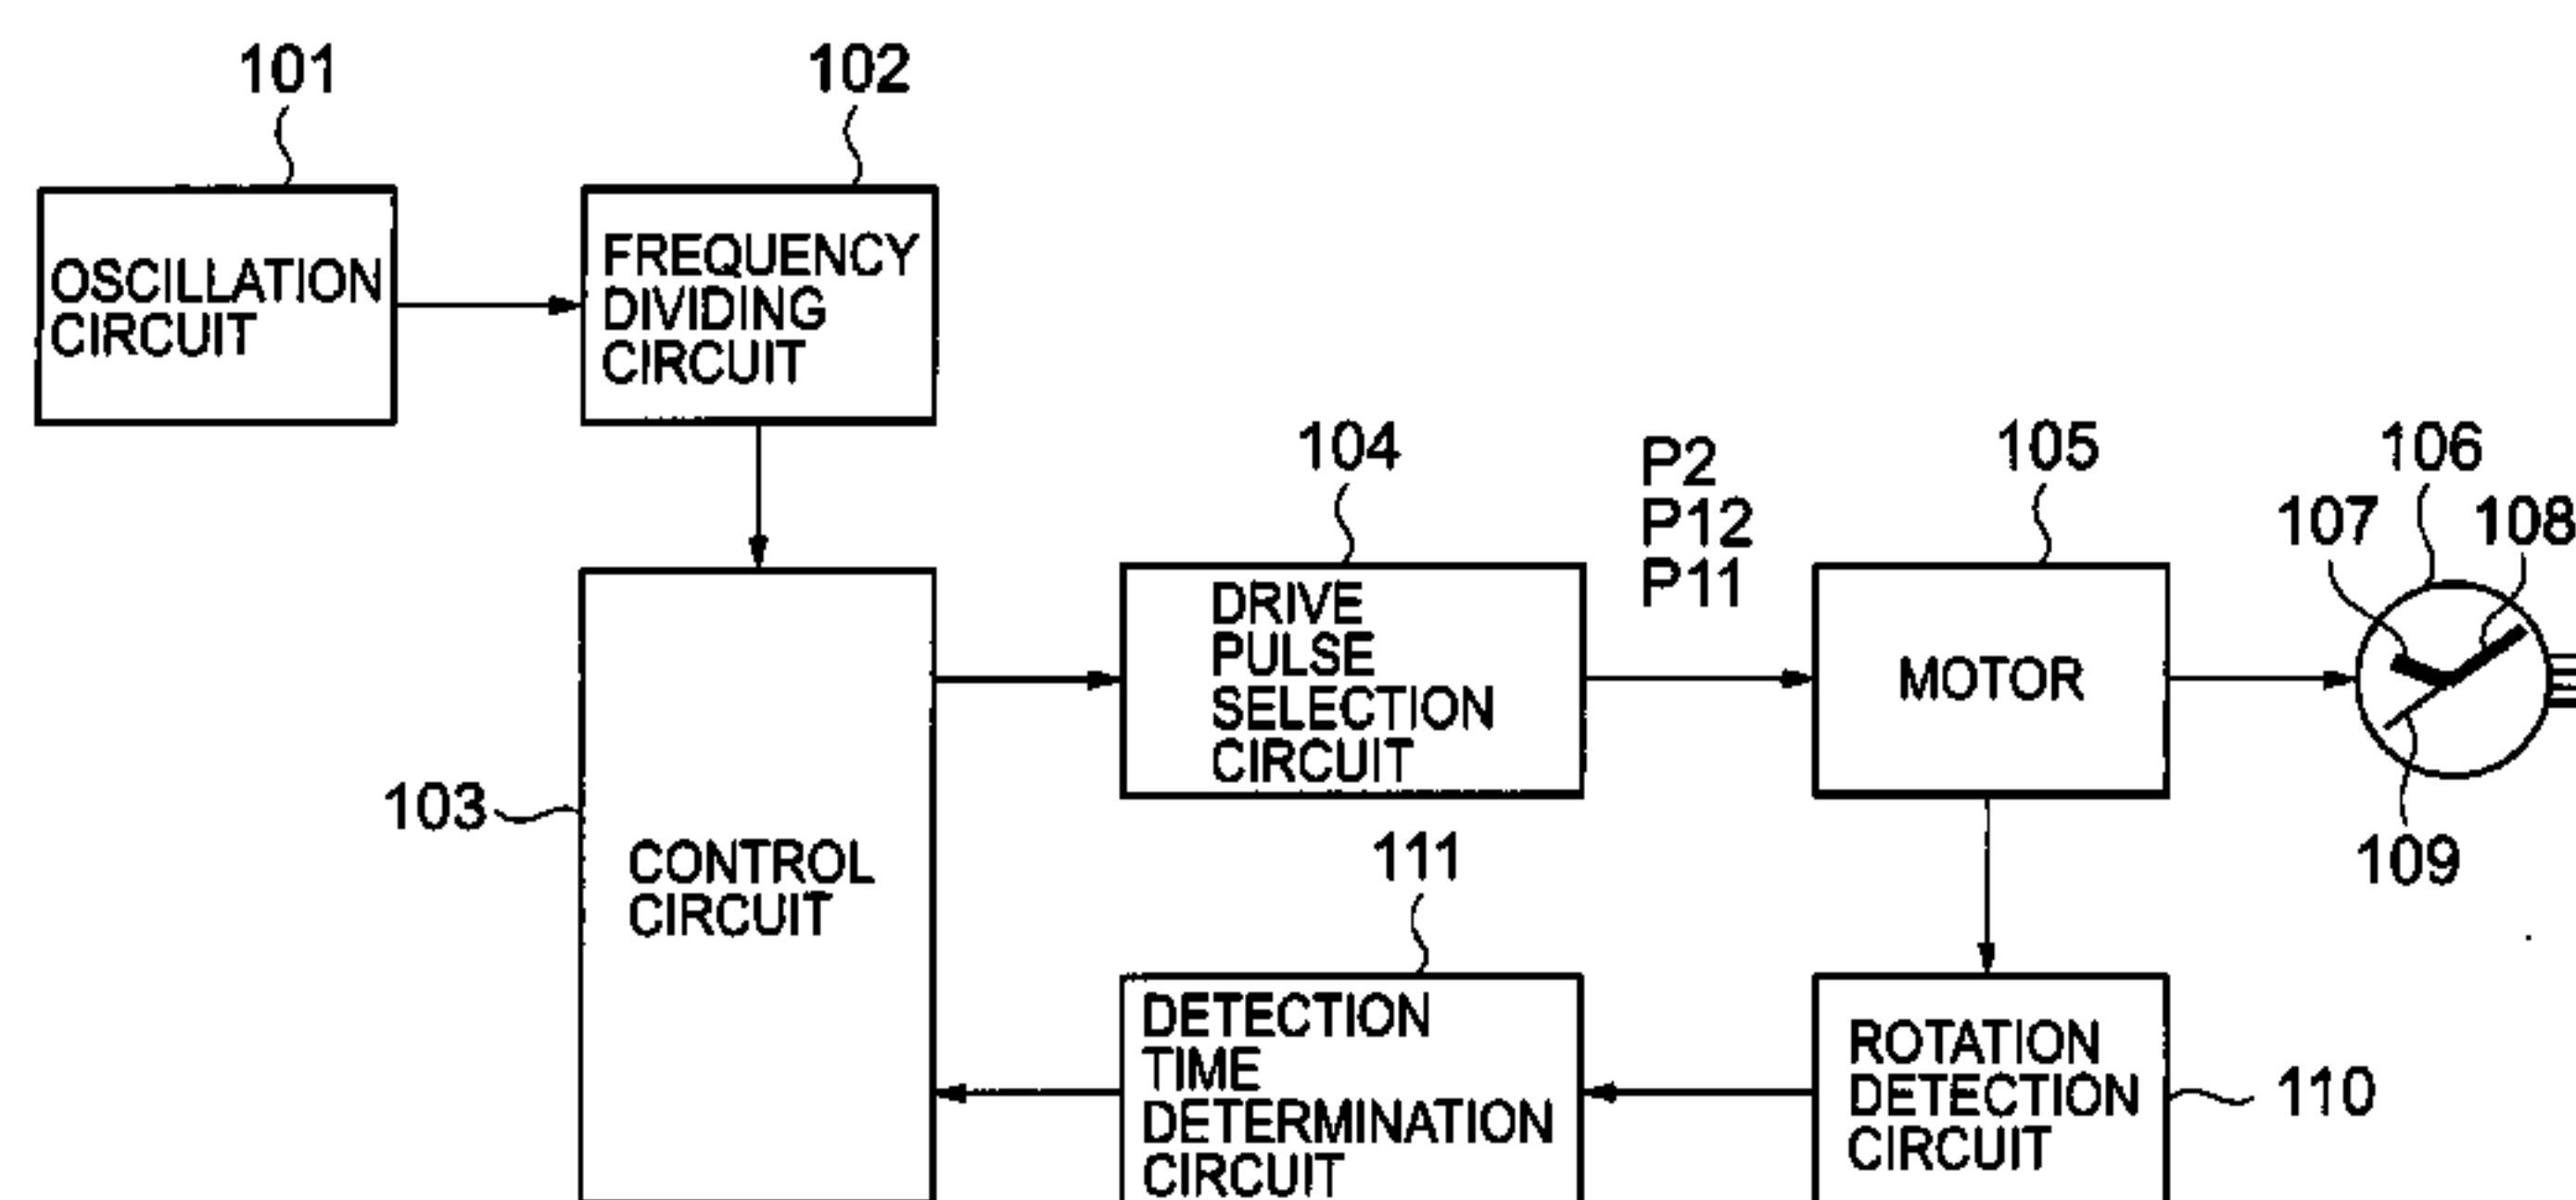 101
102
OSCILLATION
CIRCUIT
FREQUENCY
DIVIDING
CIRCUIT
104
P2
P12
P11
105
106
107
108
DRIVE
PULSE
SELECTION
CIRCUIT
MOTOR
109
103
CONTROL
CIRCUIT
111
DETECTION
TIME
DETERMINATION
CIRCUIT
ROTATION
DETECTION
CIRCUIT
110